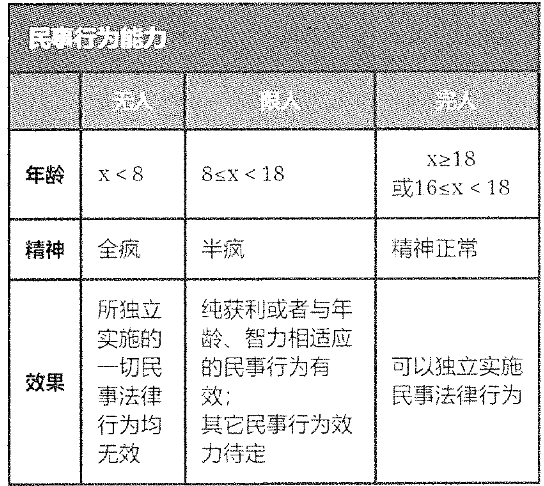 民事行为能力
无人 限人 完人
年龄 x＜8 8≤x＜18 x≥18
或16≤x＜18
精神 全疯 半疯 精神正常
效果
所独立
实施的
一切民
事法律
行为均
无效
纯获利或者与年
龄、智力相适应
的民事行为有
效；
其它民事行为效
力待定
可以独立实施
民事法律行为